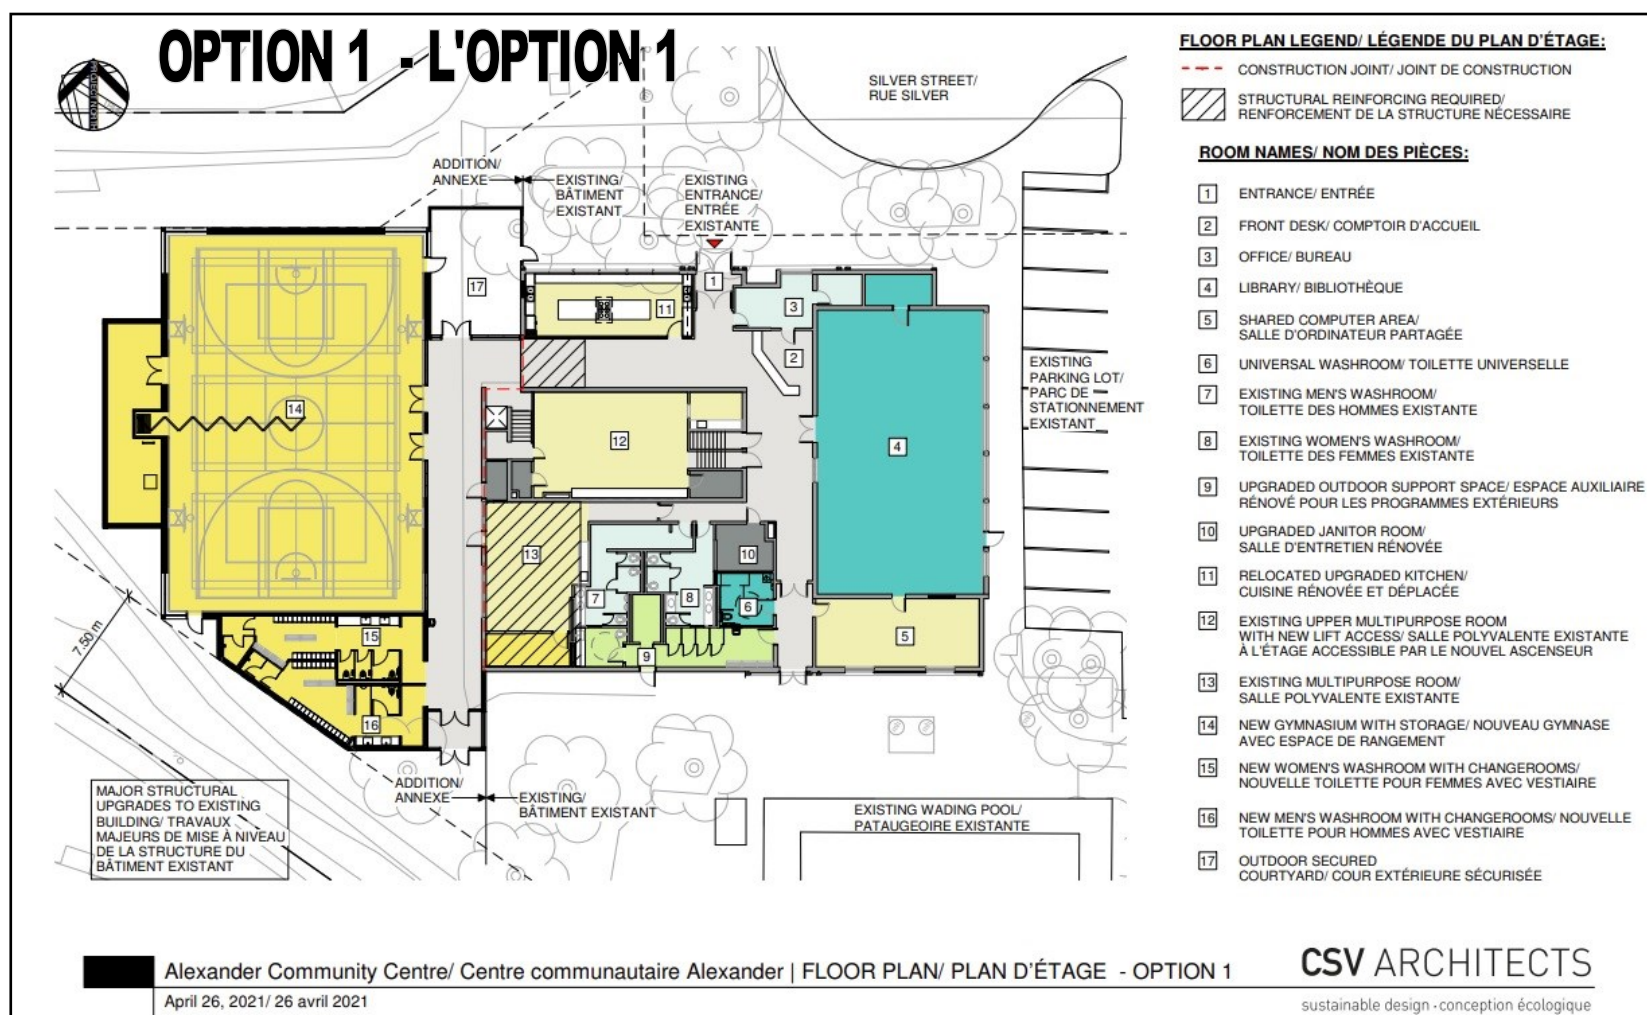 OPTION 1 - L'OPTION 1
SILVER STREET/
RUE SILVER
ADDITION/
ANNEXE
EXISTING/
BÂTIMENT
EXISTANT
EXISTING
ENTRANCE/
ENTRÉE
EXISTANTE
17
1
11
3
2
14
12
4
EXISTING
PARKING LOT/
PARC DE
STATIONNEMENT
EXISTANT
13
10
7
8
6
5
9
15
16
7.50 m
MAJOR STRUCTURAL
UPGRADES TO EXISTING
BUILDING/ TRAVAUX
MAJEURS DE MISE À NIVEAU
DE LA STRUCTURE DU
BÂTIMENT EXISTANT
ADDITION/
ANNEXE
EXISTING/
BÂTIMENT EXISTANT
EXISTING WADING POOL/
PATAUGEOIRE EXISTANTE
FLOOR PLAN LEGEND/ LÉGENDE DU PLAN D'ÉTAGE:
CONSTRUCTION JOINT/ JOINT DE CONSTRUCTION
STRUCTURAL REINFORCING REQUIRED/
RENFORCEMENT DE LA STRUCTURE NÉCESSAIRE
ROOM NAMES/ NOM DES PIÈCES:
1 ENTRANCE/ ENTRÉE
2 FRONT DESK/ COMPTOIR D'ACCUEIL
3 OFFICE/ BUREAU
4 LIBRARY/ BIBLIOTHÈQUE
5 SHARED COMPUTER AREA/
SALLE D'ORDINATEUR PARTAGÉE
6 UNIVERSAL WASHROOM/ TOILETTE UNIVERSELLE
7 EXISTING MEN'S WASHROOM/
TOILETTE DES HOMMES EXISTANTE
8 EXISTING WOMEN'S WASHROOM/
TOILETTE DES FEMMES EXISTANTE
9 UPGRADED OUTDOOR SUPPORT SPACE/ ESPACE AUXILIAIRE
RÉNOVÉ POUR LES PROGRAMMES EXTÉRIEURS
10 UPGRADED JANITOR ROOM/
SALLE D'ENTRETIEN RÉNOVÉE
11 RELOCATED UPGRADED KITCHEN/
CUISINE RÉNOVÉE ET DÉPLACÉE
12 EXISTING UPPER MULTIPURPOSE ROOM
WITH NEW LIFT ACCESS/ SALLE POLYVALENTE EXISTANTE
À L'ÉTAGE ACCESSIBLE PAR LE NOUVEL ASCENSEUR
13 EXISTING MULTIPURPOSE ROOM/
SALLE POLYVALENTE EXISTANTE
14 NEW GYMNASIUM WITH STORAGE/ NOUVEAU GYMNASE
AVEC ESPACE DE RANGEMENT
15 NEW WOMEN'S WASHROOM WITH CHANGEROOMS/
NOUVELLE TOILETTE POUR FEMMES AVEC VESTIAIRE
16 NEW MEN'S WASHROOM WITH CHANGEROOMS/ NOUVELLE
TOILETTE POUR HOMMES AVEC VESTIAIRE
17 OUTDOOR SECURED
COURTYARD/ COUR EXTÉRIEURE SÉCURISÉE
Alexander Community Centre/ Centre communautaire Alexander | FLOOR PLAN/ PLAN D'ÉTAGE - OPTION 1
April 26, 2021/ 26 avril 2021
CSV ARCHITECTS
sustainable design · conception écologique